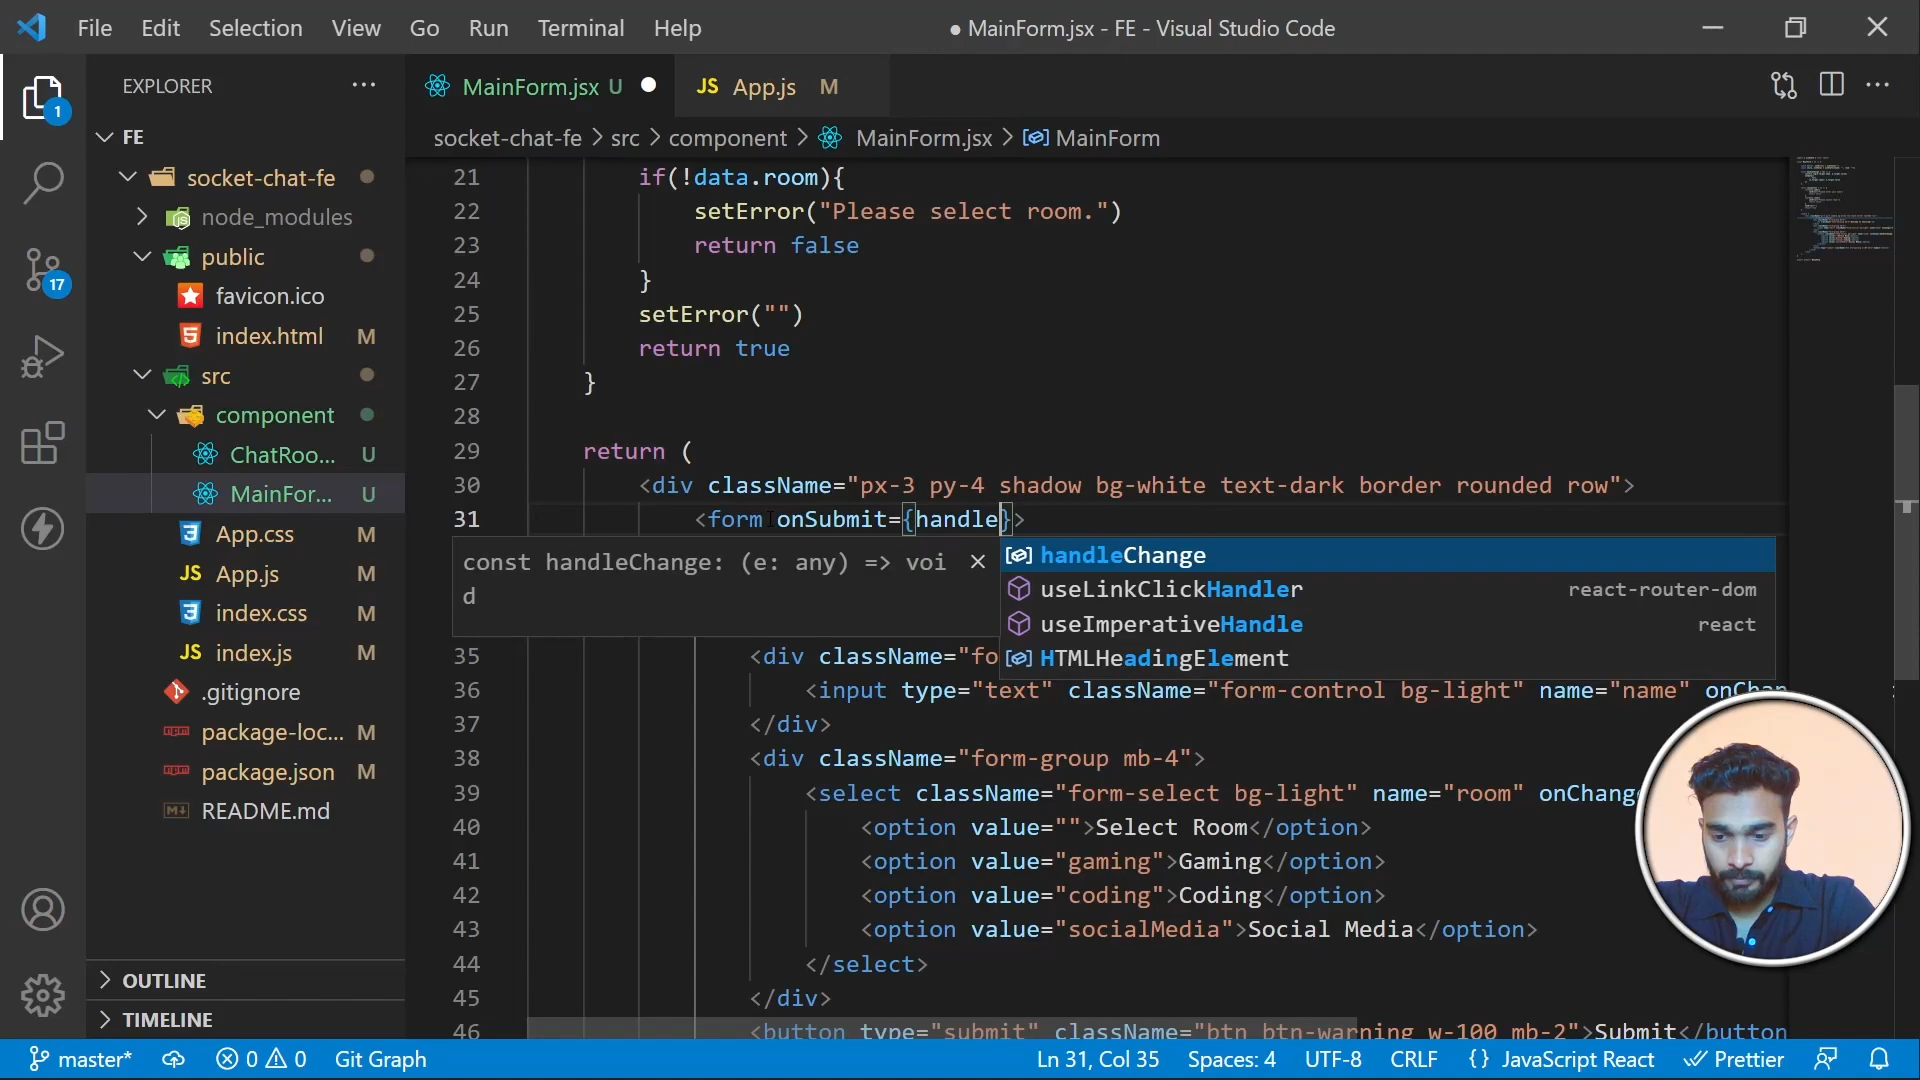 File Edit Selection View Go Run Terminal Help
● MainForm.jsx - FE - Visual Studio Code
EXPLORER
MainForm.jsx U
JS App.js M
socket-chat-fe > src > component > MainForm.jsx > MainForm
1
17
FE
socket-chat-fe
node_modules
public
favicon.ico
index.html M
src
component
ChatRoo... U
MainFor... U
App.css M
JS App.js M
index.css M
JS index.js M
.gitignore
package-loc... M
package.json M
README.md
OUTLINE
TIMELINE
21 if(!data.room){
22 setError("Please select room.")
23 return false
24 }
25 setError("")
26 return true
27 }
28
29 return (
30 <div className="px-3 py-4 shadow bg-white text-dark border rounded row">
31 <form onSubmit={handle}>
const handleChange: (e: any) => voi
d
handleChange
useLinkClickHandler react-router-dom
useImperativeHandle react
HTMLHeadingElement
35 <div className="fo
36 <input type="text" className="form-control bg-light" name="name" onChan
37 </div>
38 <div className="form-group mb-4">
39 <select className="form-select bg-light" name="room" onChang
40 <option value="">Select Room</option>
41 <option value="gaming">Gaming</option>
42 <option value="coding">Coding</option>
43 <option value="socialMedia">Social Media</option>
44 </select>
45 </div>
46 <button type="submit" className="btn btn-warning w-100 mb-2">Submit</button
master* 0 0 Git Graph Ln 31, Col 35 Spaces: 4 UTF-8 CRLF {} JavaScript React Prettier